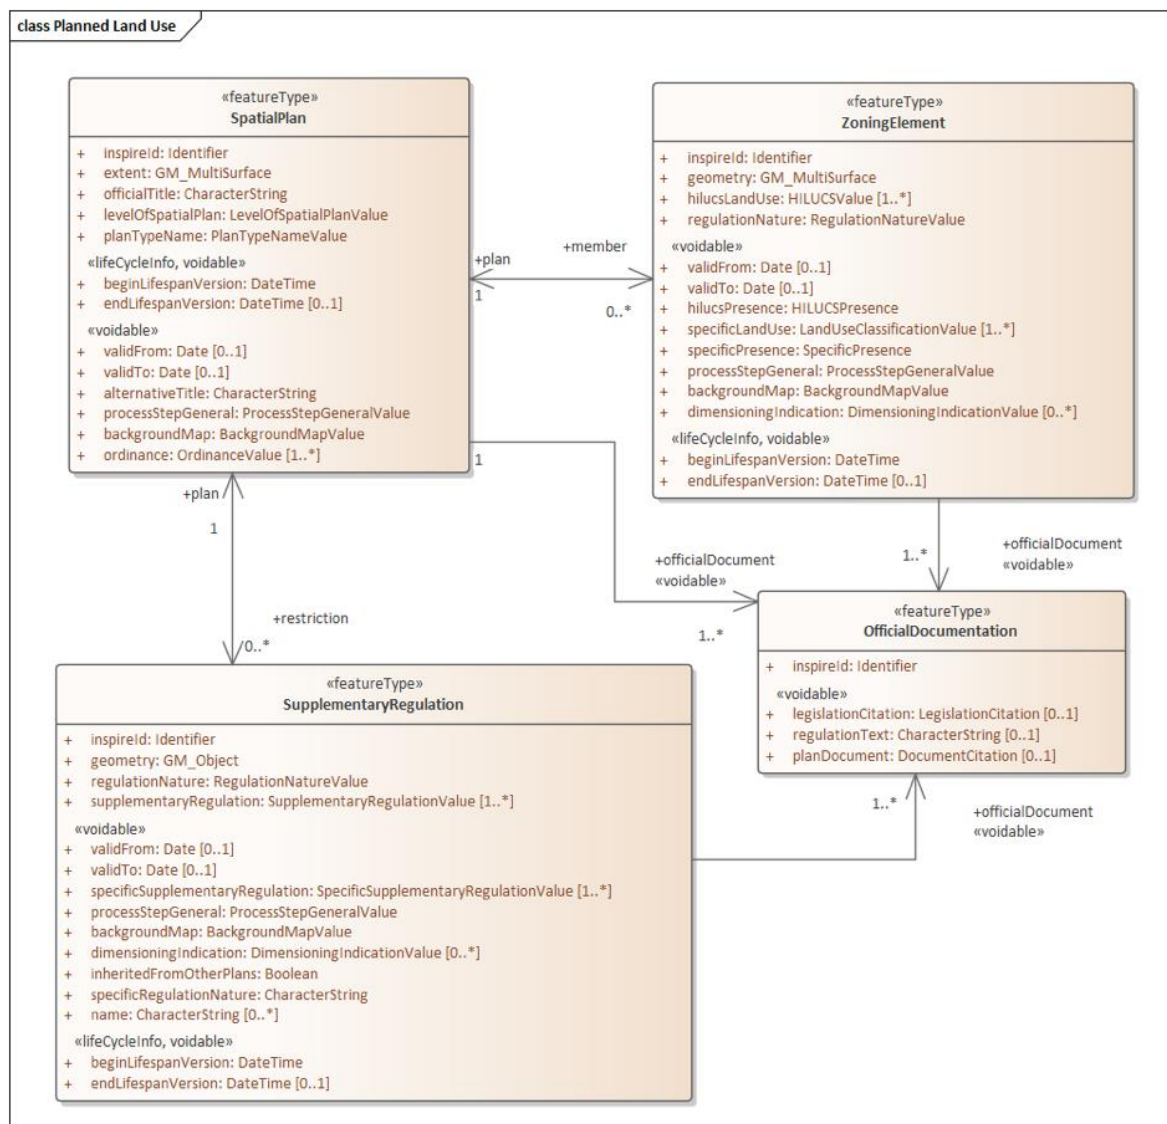 class Planned Land Use
«featureType»
SpatialPlan
+ inspireId: Identifier
+ extent: GM_MultiSurface
+ officialTitle: CharacterString
+ levelOfSpatialPlan: LevelOfSpatialPlanValue
+ planTypeName: PlanTypeNameValue
«lifeCycleInfo, voidable»
+ beginLifespanVersion: DateTime
+ endLifespanVersion: DateTime [0..1]
«voidable»
+ validFrom: Date [0..1]
+ validTo: Date [0..1]
+ alternativeTitle: CharacterString
+ processStepGeneral: ProcessStepGeneralValue
+ backgroundMap: BackgroundMapValue
+ ordinance: OrdinanceValue [1..*]
«featureType»
ZoningElement
+ inspireId: Identifier
+ geometry: GM_MultiSurface
+ hilucsLandUse: HILUCSValue [1..*]
+ regulationNature: RegulationNatureValue
«voidable»
+ validFrom: Date [0..1]
+ validTo: Date [0..1]
+ hilucsPresence: HILUCSPresence
+ specificLandUse: LandUseClassificationValue [1..*]
+ specificPresence: SpecificPresence
+ processStepGeneral: ProcessStepGeneralValue
+ backgroundMap: BackgroundMapValue
+ dimensioningIndication: DimensioningIndicationValue [0..*]
«lifeCycleInfo, voidable»
+ beginLifespanVersion: DateTime
+ endLifespanVersion: DateTime [0..1]
+member
+plan
1
0..*
1
+plan
1
+officialDocument
«voidable»
1..*
1..*
+officialDocument
«voidable»
+restriction
0..*
«featureType»
OfficialDocumentation
+ inspireId: Identifier
«voidable»
+ legislationCitation: LegislationCitation [0..1]
+ regulationText: CharacterString [0..1]
+ planDocument: DocumentCitation [0..1]
1..*
+officialDocument
«voidable»
«featureType»
SupplementaryRegulation
+ inspireId: Identifier
+ geometry: GM_Object
+ regulationNature: RegulationNatureValue
+ supplementaryRegulation: SupplementaryRegulationValue [1..*]
«voidable»
+ validFrom: Date [0..1]
+ validTo: Date [0..1]
+ specificSupplementaryRegulation: SpecificSupplementaryRegulationValue [1..*]
+ processStepGeneral: ProcessStepGeneralValue
+ backgroundMap: BackgroundMapValue
+ dimensioningIndication: DimensioningIndicationValue [0..*]
+ inheritedFromOtherPlans: Boolean
+ specificRegulationNature: CharacterString
+ name: CharacterString [0..*]
«lifeCycleInfo, voidable»
+ beginLifespanVersion: DateTime
+ endLifespanVersion: DateTime [0..1]